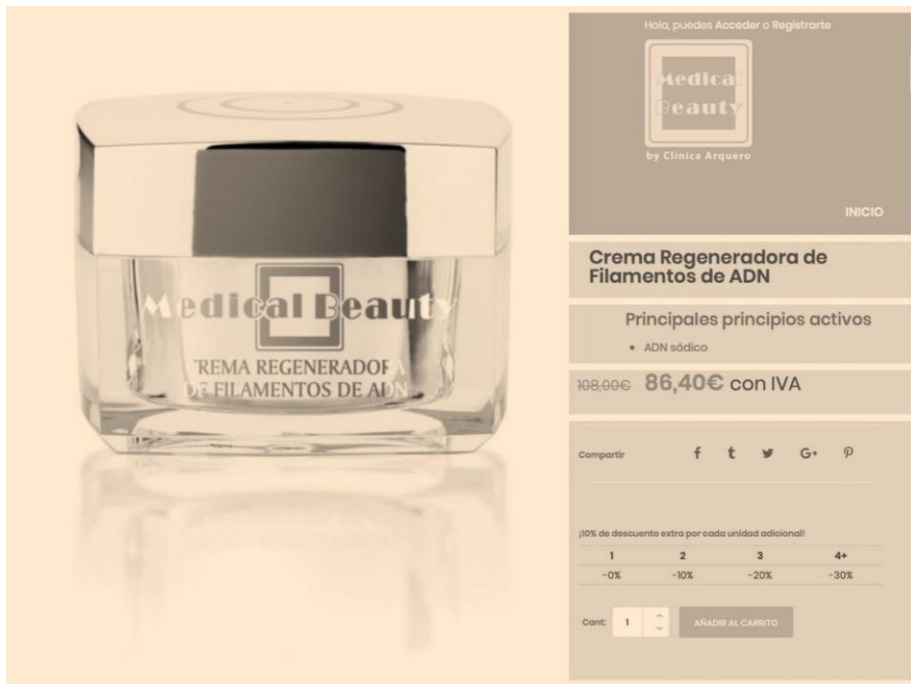 Medical Beauty
CREMA REGENERADORA
DE FILAMENTOS DE ADN
Hola, puedes Acceder o Registrarte
Medical
Beauty
by Clínica Arquero
INICIO
Crema Regeneradora de
Filamentos de ADN
Principales principios activos
• ADN sódico
108,00€ 86,40€ con IVA
Compartir
¡10% de descuento extra por cada unidad adicional!
1 2 3 4+
-0% -10% -20% -30%
Cant: 1 AÑADIR AL CARRITO